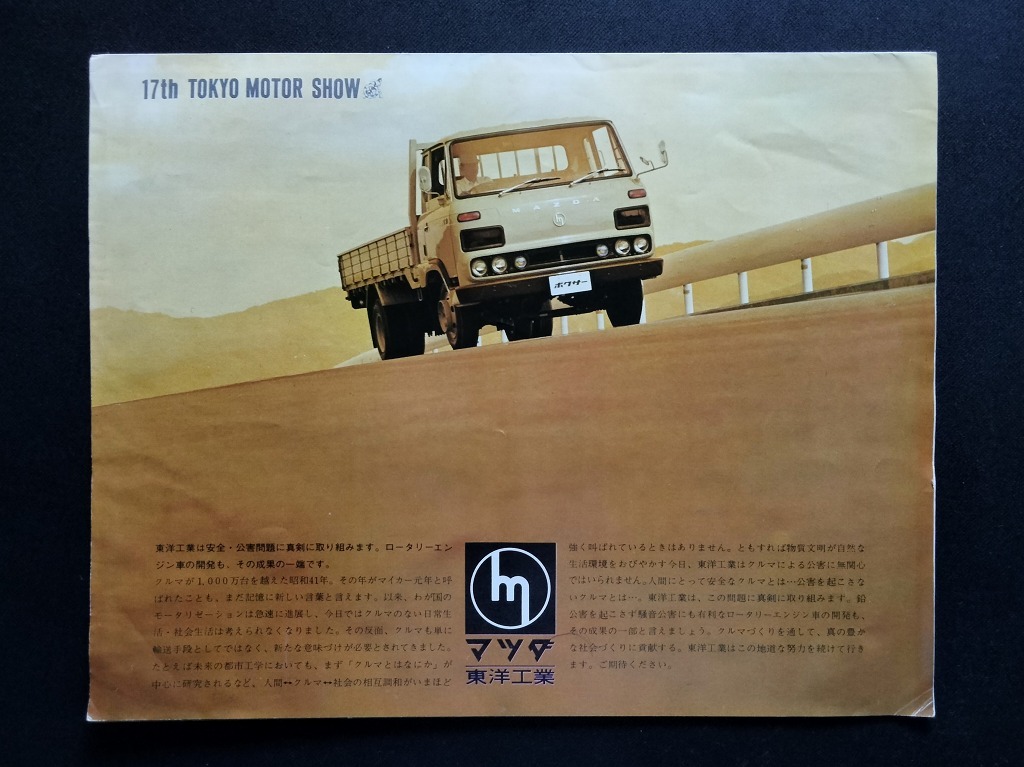 17th TOKYO MOTOR SHOW
MAZDA
ボクサー
東洋工業は安全・公害問題に真剣に取り組みます。ロータリーエン
ジン車の開発も、その成果の一端です。
クルマが1,000万台を越えた昭和41年。その年がマイカー元年と呼
ばれたことも、まだ記憶に新しい言葉と言えます。以来、わが国の
モータリゼーションは急速に進展し、今日ではクルマのない日常生
活・社会生活は考えられなくなりました。その反面、クルマも単に
輸送手段としてではなく、新たな意味づけが必要とされてきました。
たとえば未来の都市工学においても、まず「クルマとはなにか」が
中心に研究されるなど、人間↔クルマ↔社会の相互調和がいまほど
マツダ
東洋工業
強く叫ばれているときはありません。ともすれば物質文明が自然な
生活環境をおびやかす今日、東洋工業はクルマによる公害に無関心
ではいられません。人間にとって安全なクルマとは…公害を起こさな
いクルマとは…。東洋工業は、この問題に真剣に取り組みます。鉛
公害を起こさず騒音公害にも有利なロータリーエンジン車の開発も、
その成果の一部と言えましょう。クルマづくりを通して、真の豊か
な社会づくりに貢献する。東洋工業はこの地道な努力を続けて行き
ます。ご期待ください。